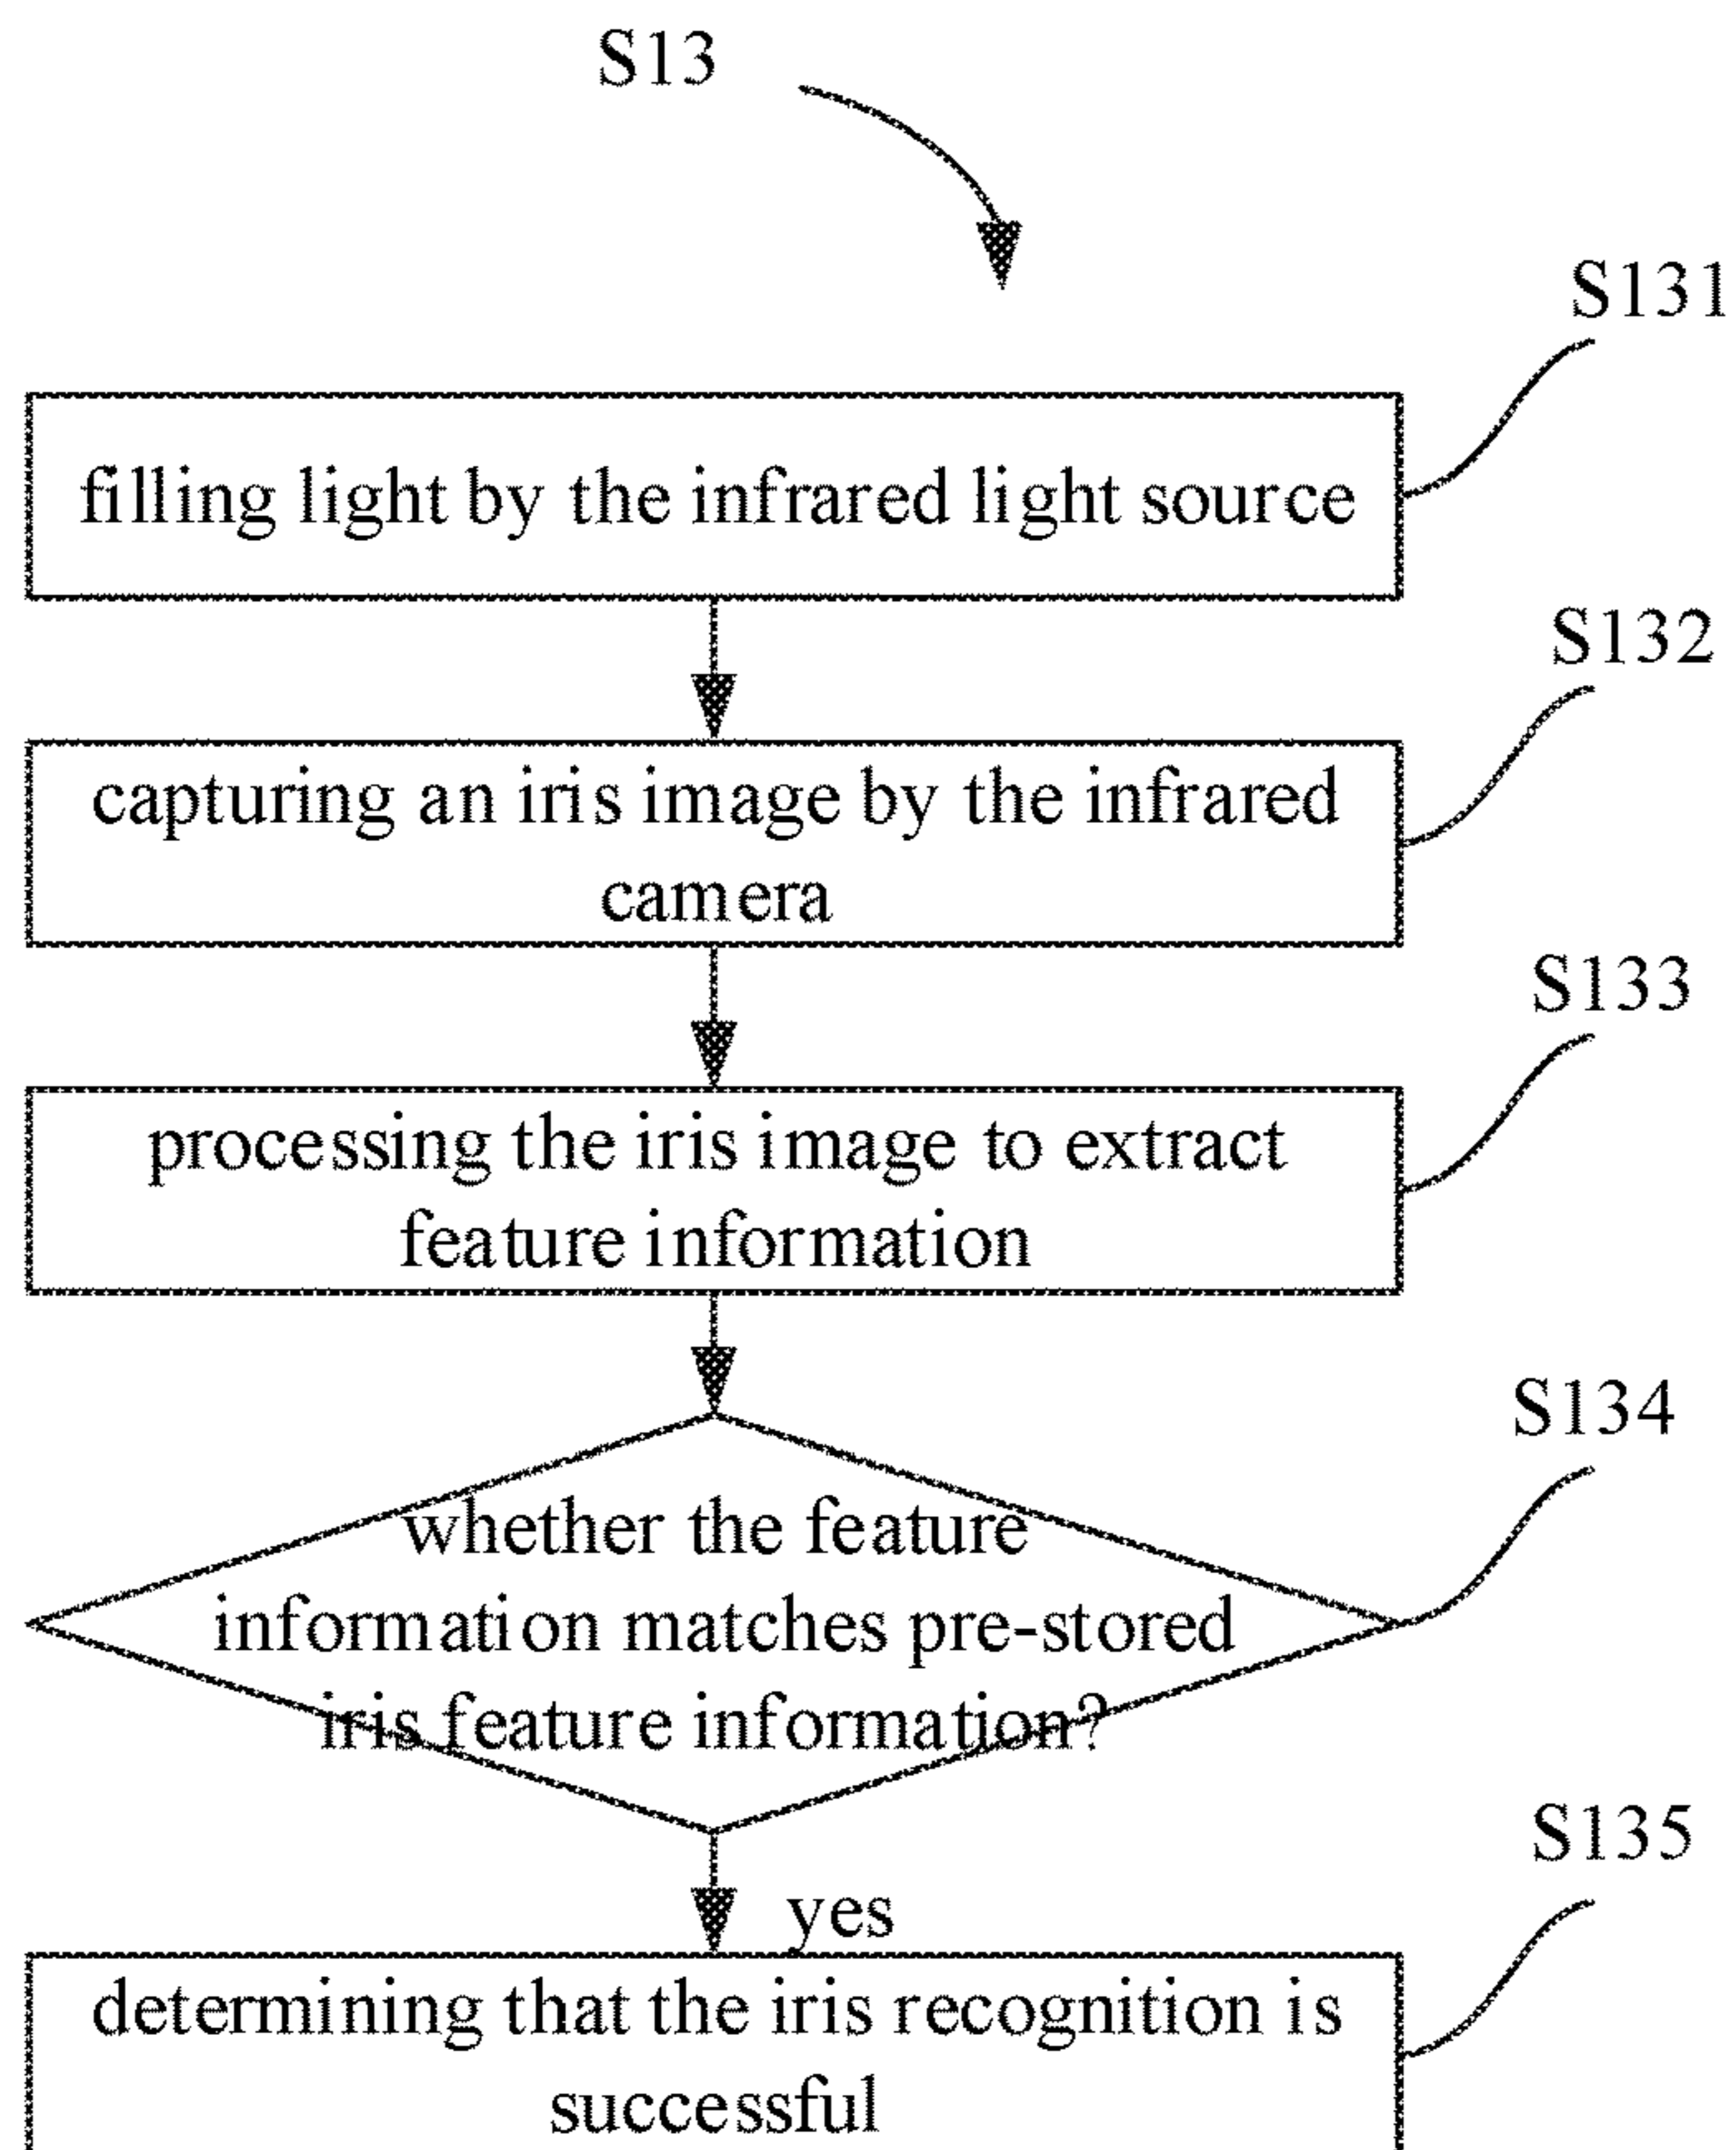 S13
S131
filling light by the infrared light source
S132
capturing an iris image by the infrared
camera
S133
processing the iris image to extract
feature information
S134
whether the feature
information matches pre-stored
iris feature information?
S135
yes
determining that the iris recognition is
successful